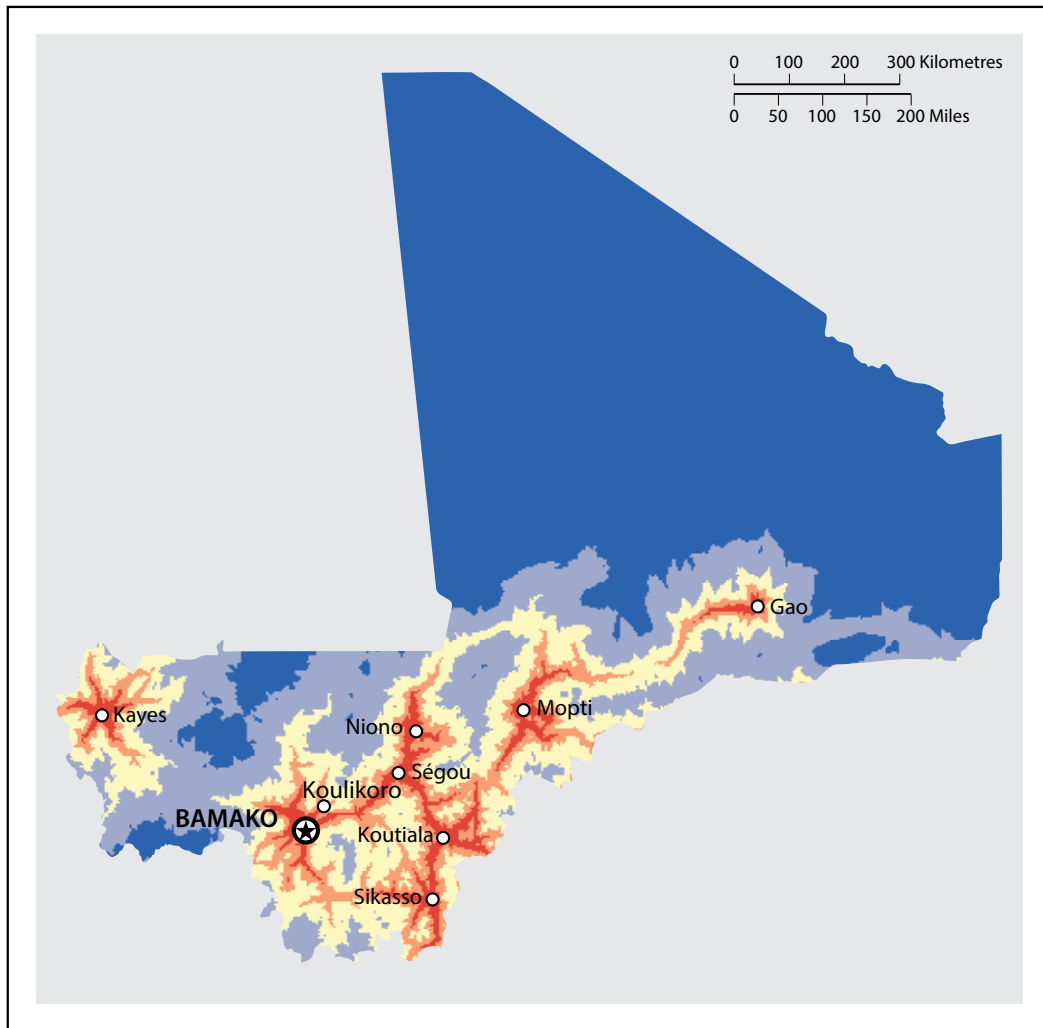 0 100 200 300 Kilometres
0 50 100 150 200 Miles
Gao
Kayes
Mopti
Niono
Ségou
Koulikoro
BAMAKO
Koutiala
Sikasso